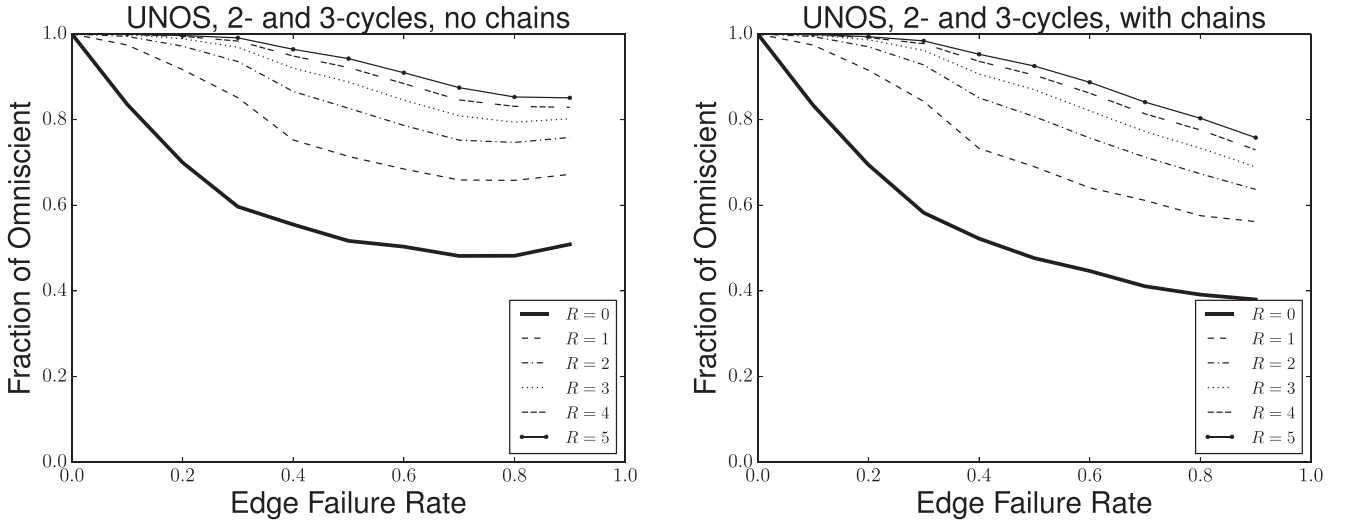 UNOS, 2- and 3-cycles, no chains
Fraction of Omniscient
1.0
0.8
0.6
0.4
0.2
0.0
R = 0
R = 1
R = 2
R = 3
R = 4
R = 5
0.0 0.2 0.4 0.6 0.8 1.0
Edge Failure Rate
UNOS, 2- and 3-cycles, with chains
Fraction of Omniscient
1.0
0.8
0.6
0.4
0.2
0.0
R = 0
R = 1
R = 2
R = 3
R = 4
R = 5
0.0 0.2 0.4 0.6 0.8 1.0
Edge Failure Rate